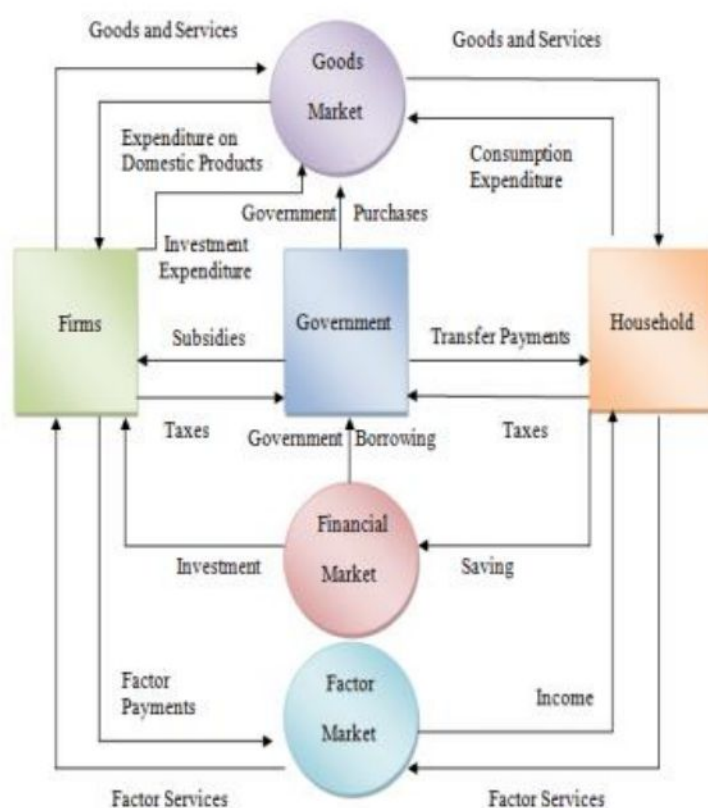 Goods and Services
Goods and Services
Goods
Market
Expenditure on
Domestic Products
Consumption
Expenditure
Government Purchases
Investment
Expenditure
Firms
Government
Household
Subsidies
Transfer Payments
Taxes
Government Borrowing
Taxes
Financial
Market
Investment
Saving
Factor
Payments
Factor
Market
Income
Factor Services
Factor Services